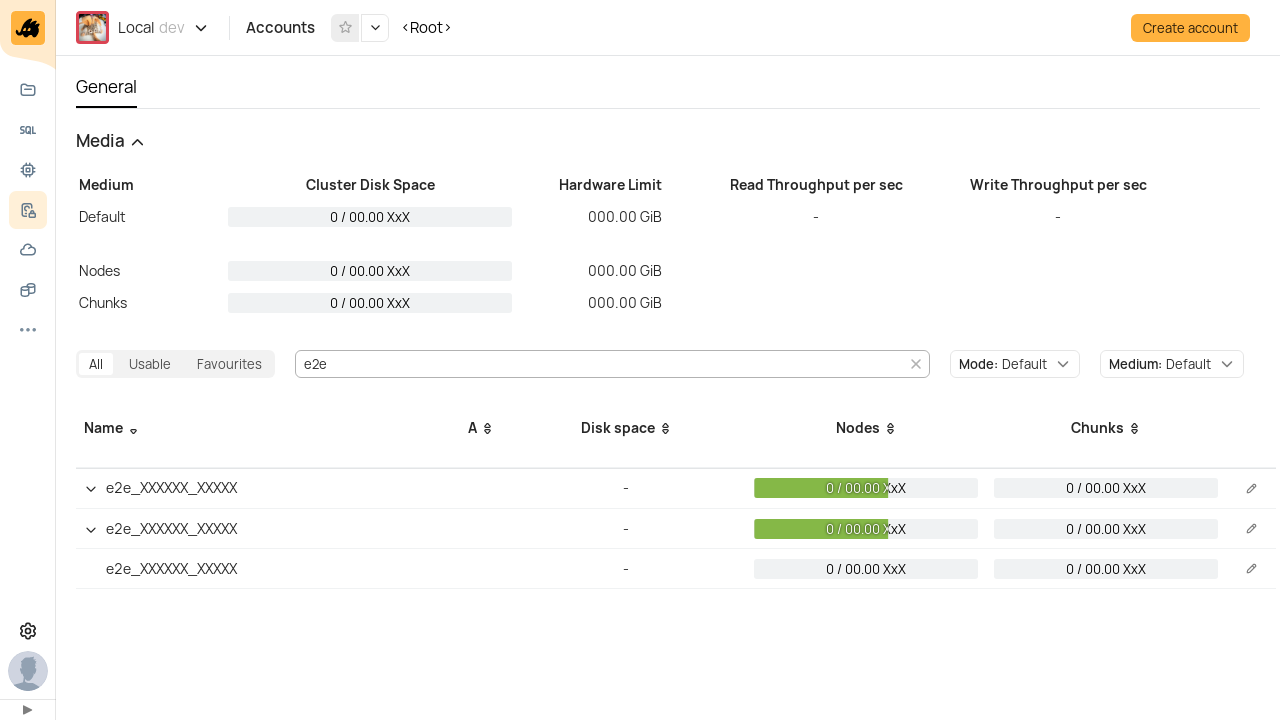 Local dev
Accounts
<Root>
Create account
SQL
General
Media
Medium Cluster Disk Space Hardware Limit Read Throughput per sec Write Throughput per sec
Default 0 / 00.00 XxX 000.00 GiB - -
Nodes 0 / 00.00 XxX 000.00 GiB
Chunks 0 / 00.00 XxX 000.00 GiB
All Usable Favourites e2e Mode: Default Medium: Default
Name A Disk space Nodes Chunks
e2e_XXXXXX_XXXXX - 0 / 00.00 XxX 0 / 00.00 XxX
e2e_XXXXXX_XXXXX - 0 / 00.00 XxX 0 / 00.00 XxX
e2e_XXXXXX_XXXXX - 0 / 00.00 XxX 0 / 00.00 XxX